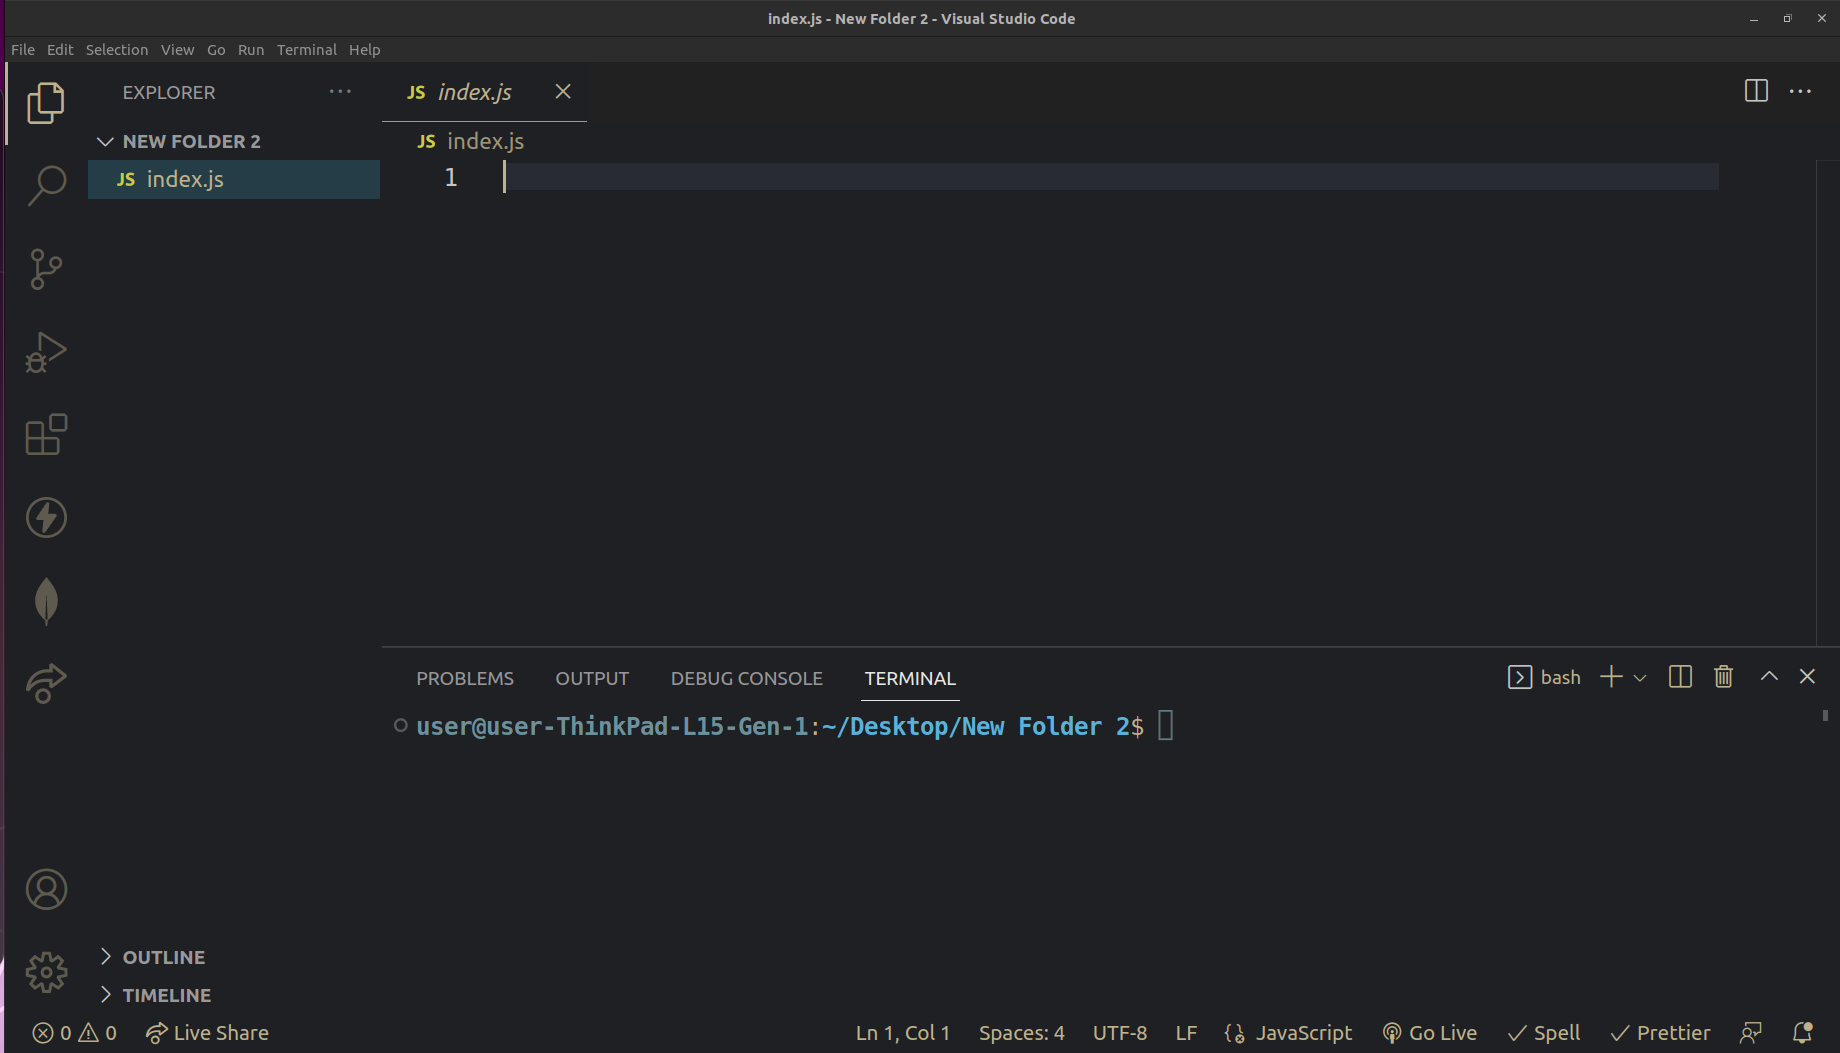 index.js - New Folder 2 - Visual Studio Code
File Edit Selection View Go Run Terminal Help
EXPLORER
NEW FOLDER 2
JS index.js
JS index.js
JS index.js
1
PROBLEMS OUTPUT DEBUG CONSOLE TERMINAL
bash
user@user-ThinkPad-L15-Gen-1:~/Desktop/New Folder 2$
OUTLINE
TIMELINE
0 0 Live Share
Ln 1, Col 1 Spaces: 4 UTF-8 LF JavaScript Go Live Spell Prettier